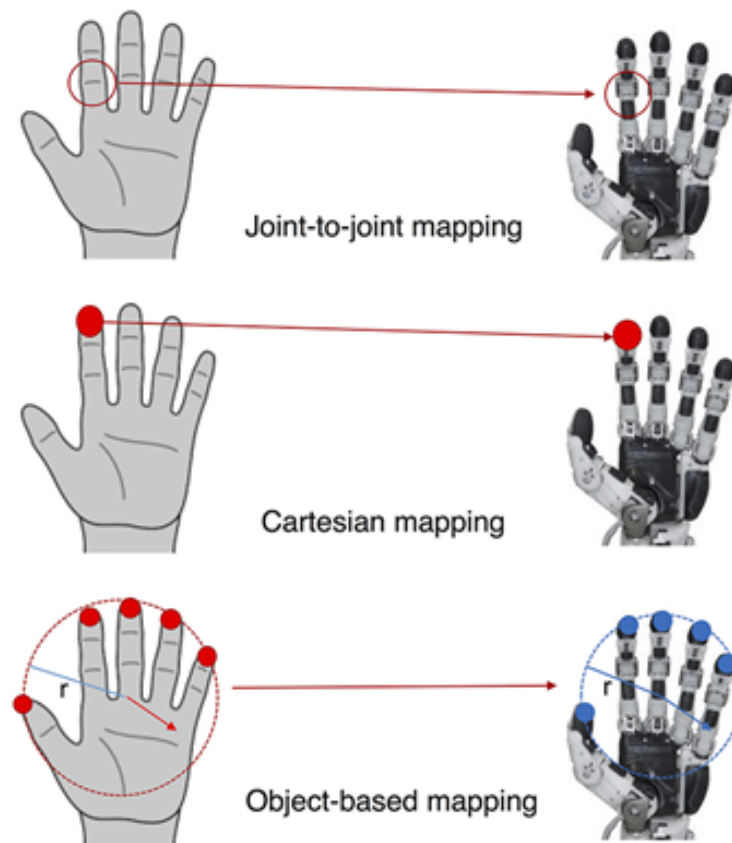 Joint-to-joint mapping
Cartesian mapping
r
r
Object-based mapping